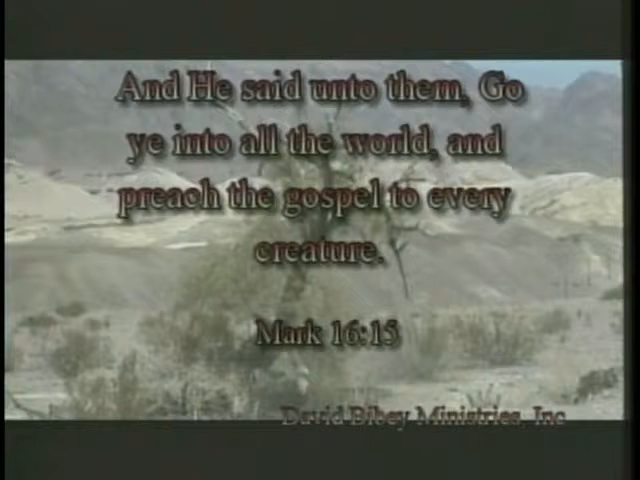 And He said unto them, Go
ye into all the world, and
preach the gospel to every
creature.
Mark 16:15
David Bibey Ministries, Inc